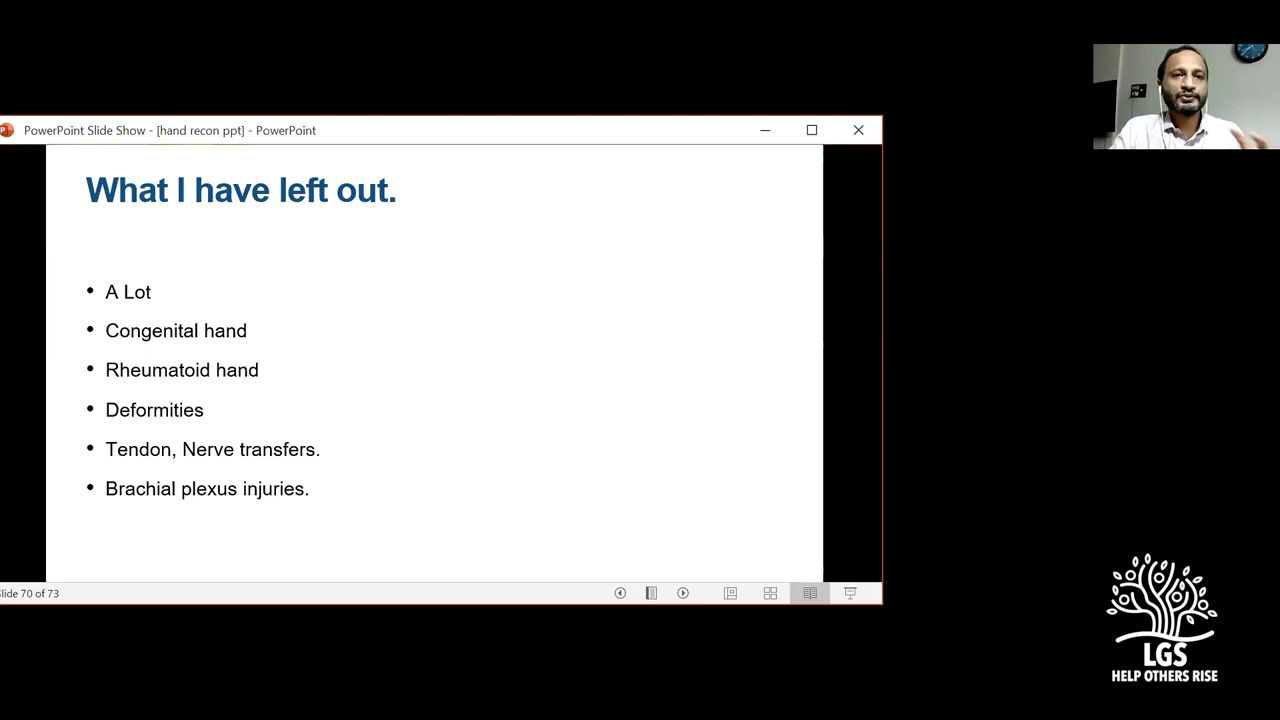 PowerPoint Slide Show - [hand recon ppt] - PowerPoint
What I have left out.
• A Lot
• Congenital hand
• Rheumatoid hand
• Deformities
• Tendon, Nerve transfers.
• Brachial plexus injuries.
Slide 70 of 73
LGS
HELP OTHERS RISE